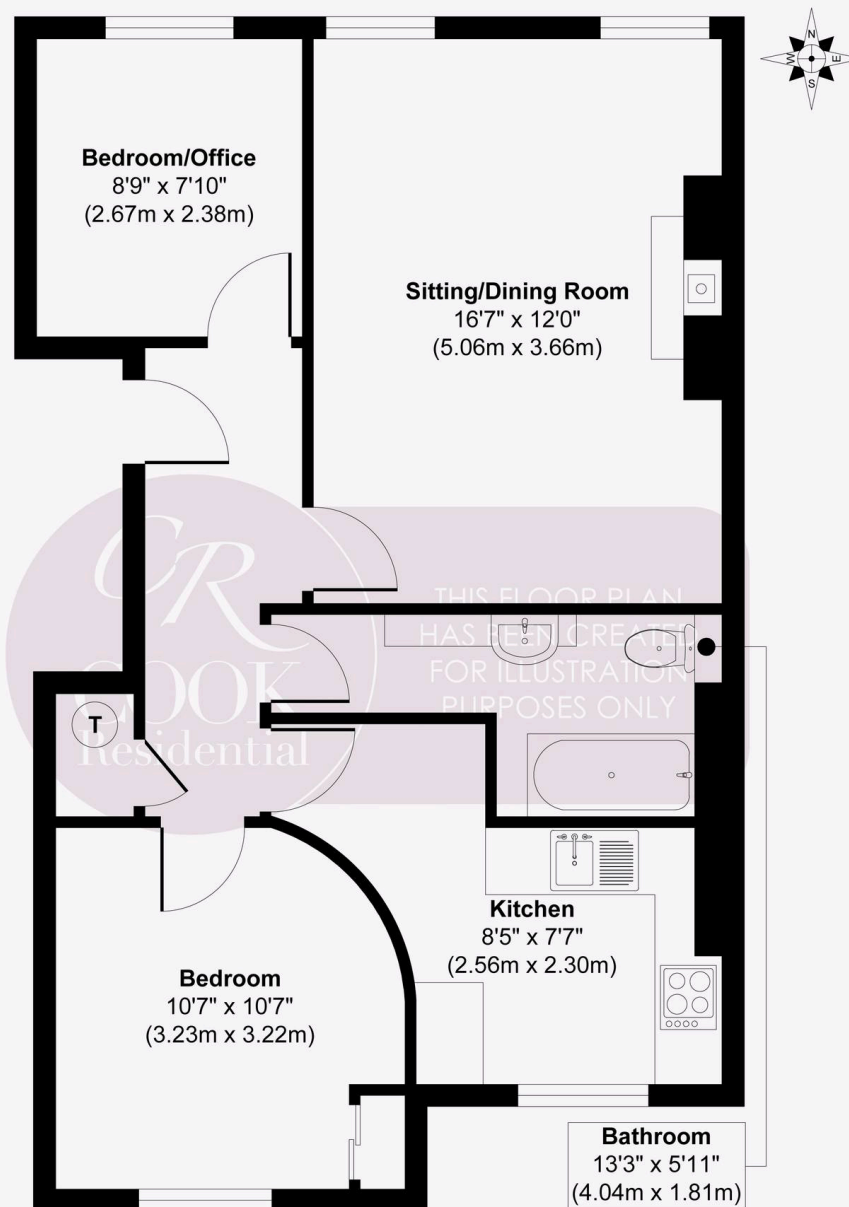 N
W
E
S
Bedroom/Office
8'9" x 7'10"
(2.67m x 2.38m)
Sitting/Dining Room
16'7" x 12'0"
(5.06m x 3.66m)
CR
COOK
Residential
THIS FLOOR PLAN
HAS BEEN CREATED
FOR ILLUSTRATION
PURPOSES ONLY
T
Kitchen
8'5" x 7'7"
(2.56m x 2.30m)
Bedroom
10'7" x 10'7"
(3.23m x 3.22m)
Bathroom
13'3" x 5'11"
(4.04m x 1.81m)